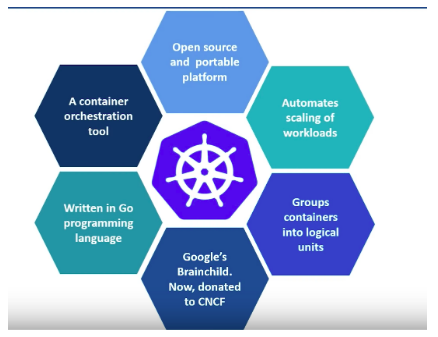 Open source
and portable
platform
A container
orchestration
tool
Automates
scaling of
workloads
Written in Go
programming
language
Groups
containers
into logical
units
Google's
Brainchild.
Now, donated
to CNCF